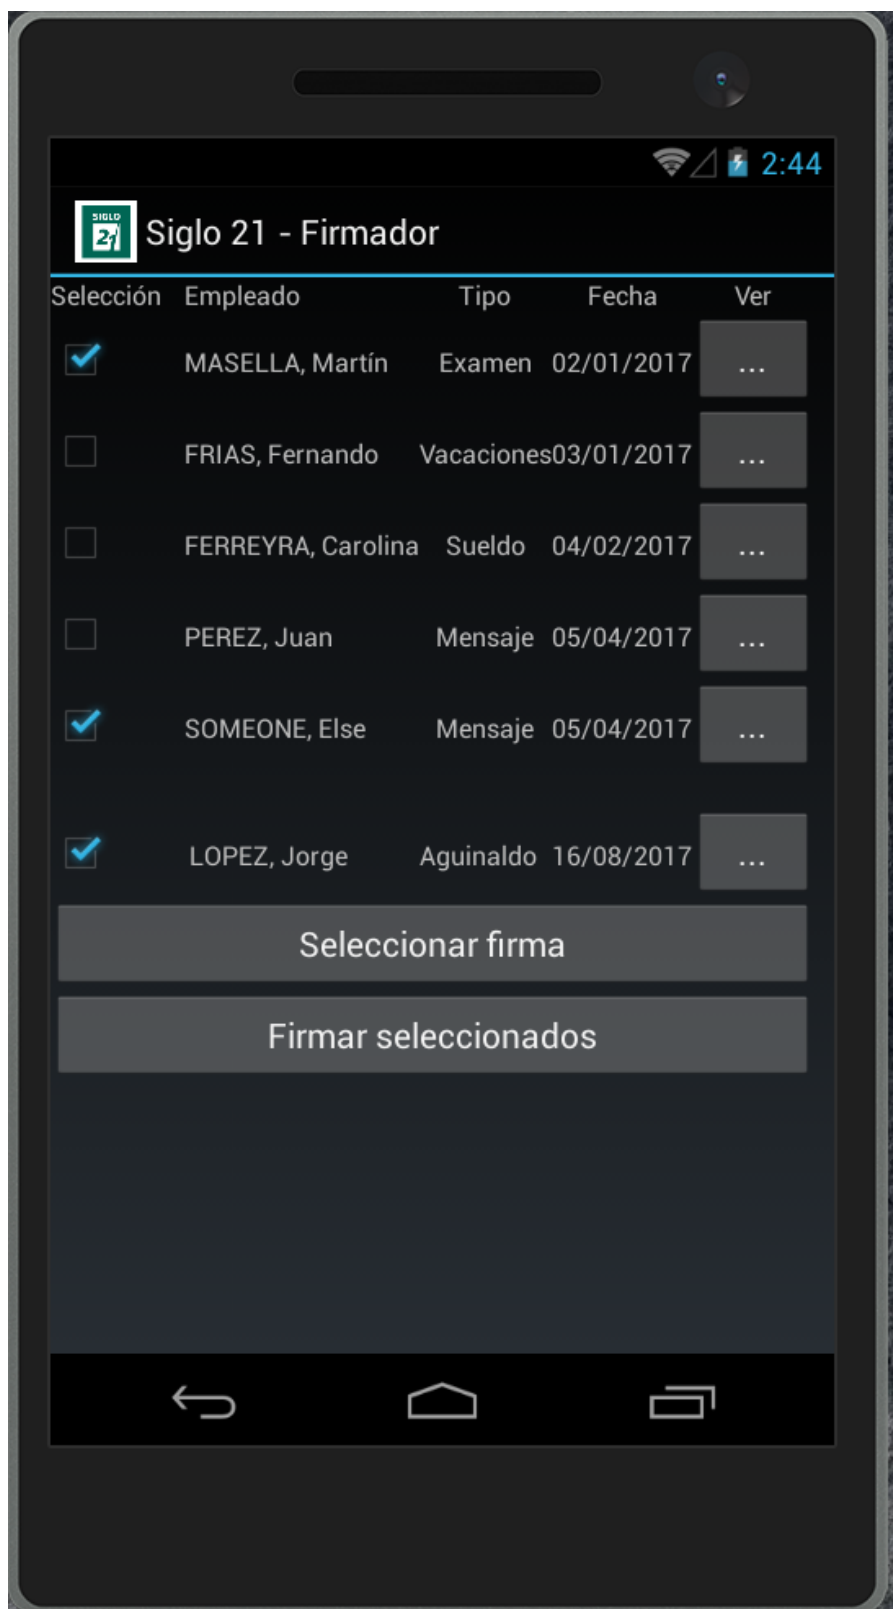 2:44
SIGLO
21
Siglo 21 - Firmador
Selección Empleado Tipo Fecha Ver
MASELLA, Martín Examen 02/01/2017 ...
FRIAS, Fernando Vacaciones 03/01/2017 ...
FERREYRA, Carolina Sueldo 04/02/2017 ...
PEREZ, Juan Mensaje 05/04/2017 ...
SOMEONE, Else Mensaje 05/04/2017 ...
LOPEZ, Jorge Aguinaldo 16/08/2017 ...
Seleccionar firma
Firmar seleccionados